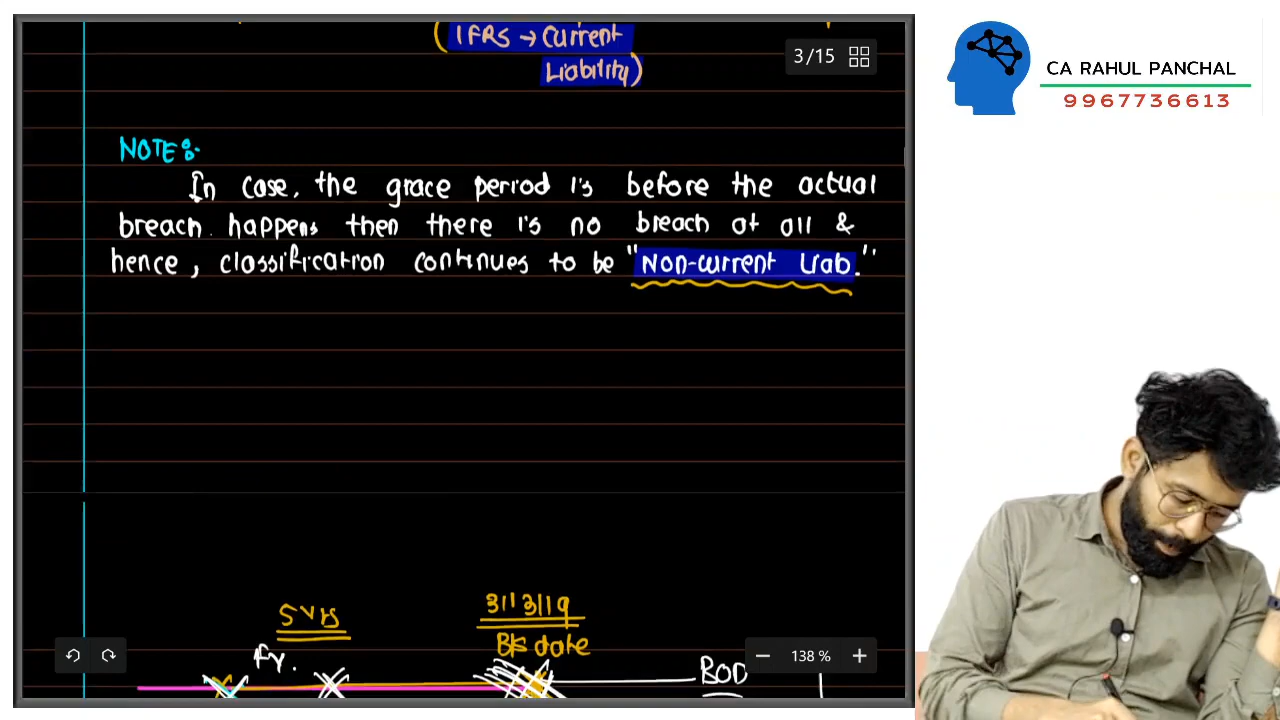 ( IFRS → Current
Liability)
3/15
CA RAHUL PANCHAL
9967736613
NOTE:-
In case, the grace period is before the actual
breach happens then there is no breach at all &
hence, classification continues to be "Non-current Liab."
5 yrs
31/3/19
B/S date
Fy.
138 %
BOD